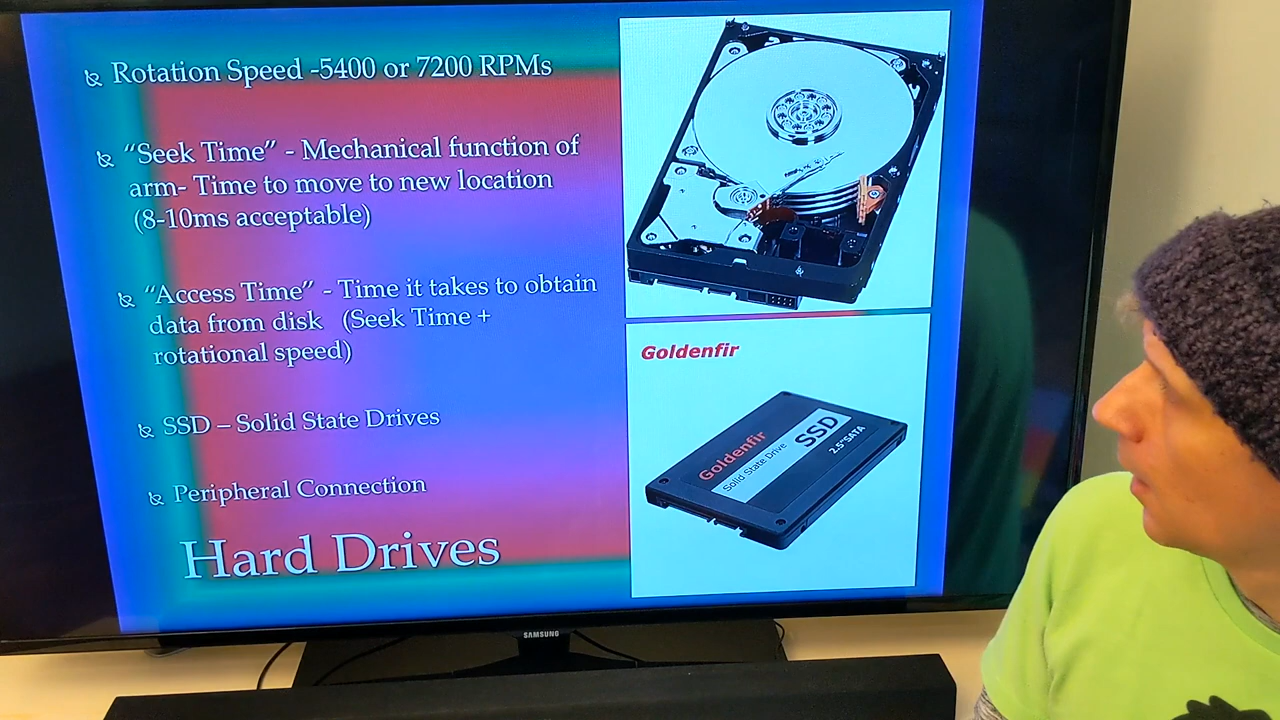 Rotation Speed -5400 or 7200 RPMs
“Seek Time” - Mechanical function of
arm- Time to move to new location
(8-10ms acceptable)
“Access Time” - Time it takes to obtain
data from disk (Seek Time +
rotational speed)
SSD – Solid State Drives
Peripheral Connection
Hard Drives
Goldenfir
Goldenfir
Solid State Drive
SSD
2.5"SATA
SAMSUNG